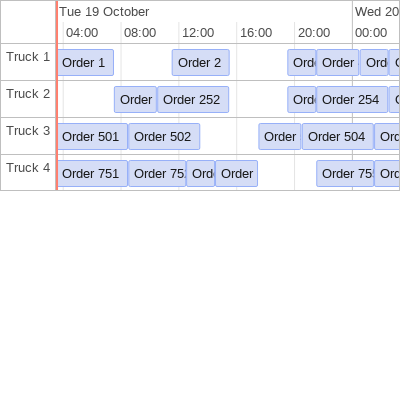 Tue 19 October Wed 20
04:00 08:00 12:00 16:00 20:00 00:00
Truck 1 Order 1 Order 2 Ord Order Ord
Truck 2 Order Order 252 Ord Order 254
Truck 3 Order 501 Order 502 Order Order 504 Ord
Truck 4 Order 751 Order 75 Ord Order Order 75 Ord